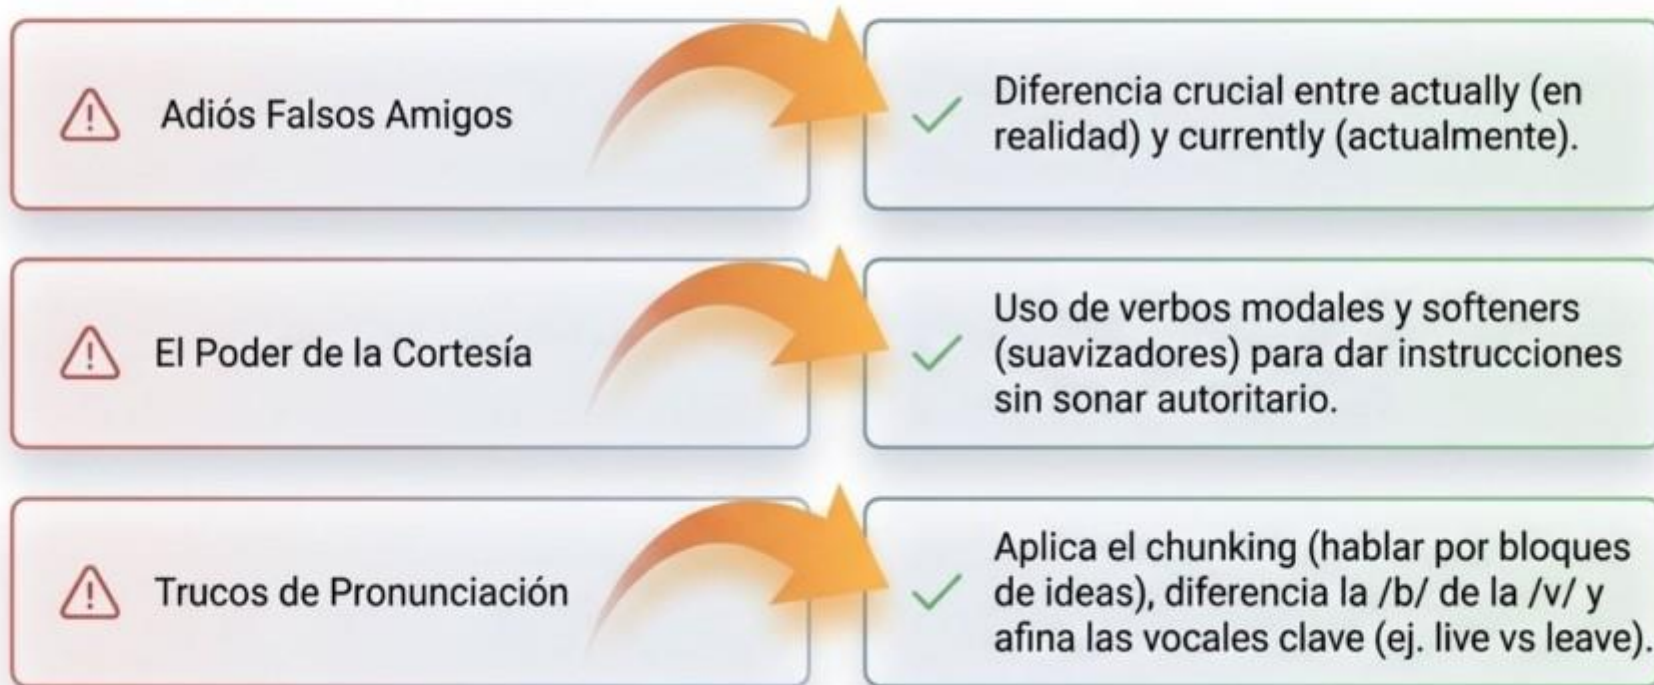 Adiós Falsos Amigos
Diferencia crucial entre actually (en
realidad) y currently (actualmente).
El Poder de la Cortesía
Uso de verbos modales y softeners
(suavizadores) para dar instrucciones
sin sonar autoritario.
Trucos de Pronunciación
Aplica el chunking (hablar por bloques
de ideas), diferencia la /b/ de la /v/ y
afina las vocales clave (ej. live vs leave).